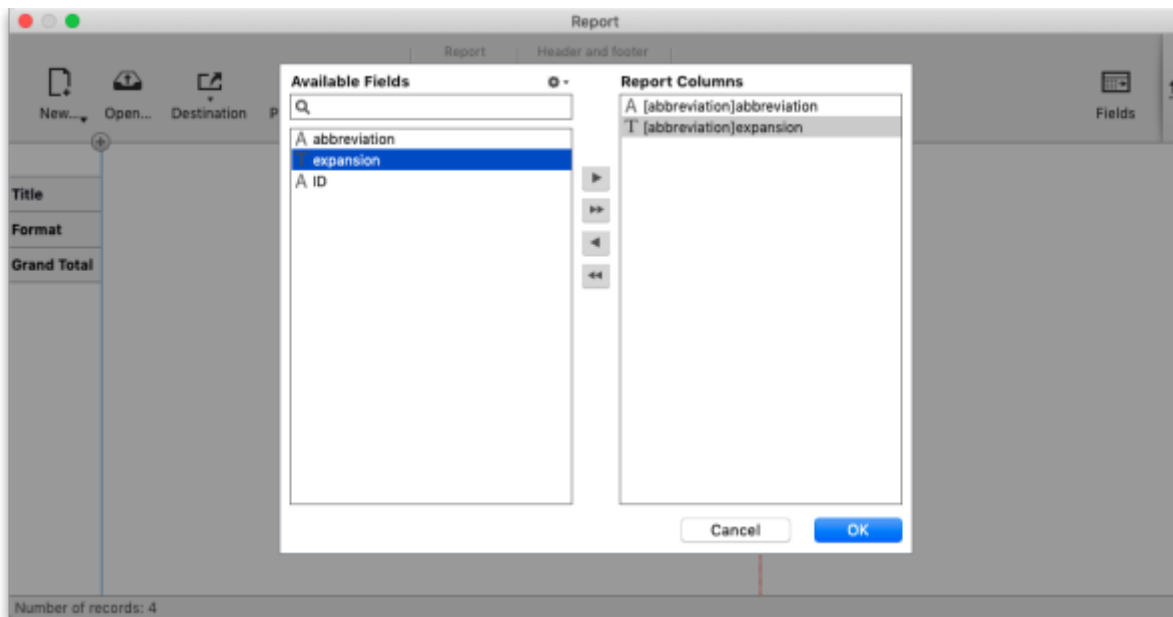 Report
Report Header and footer
New... Open... Destination P
Fields
Available Fields
abbreviation
expansion
ID
Report Columns
[abbreviation]abbreviation
[abbreviation]expansion
Title
Format
Grand Total
Cancel OK
Number of records: 4